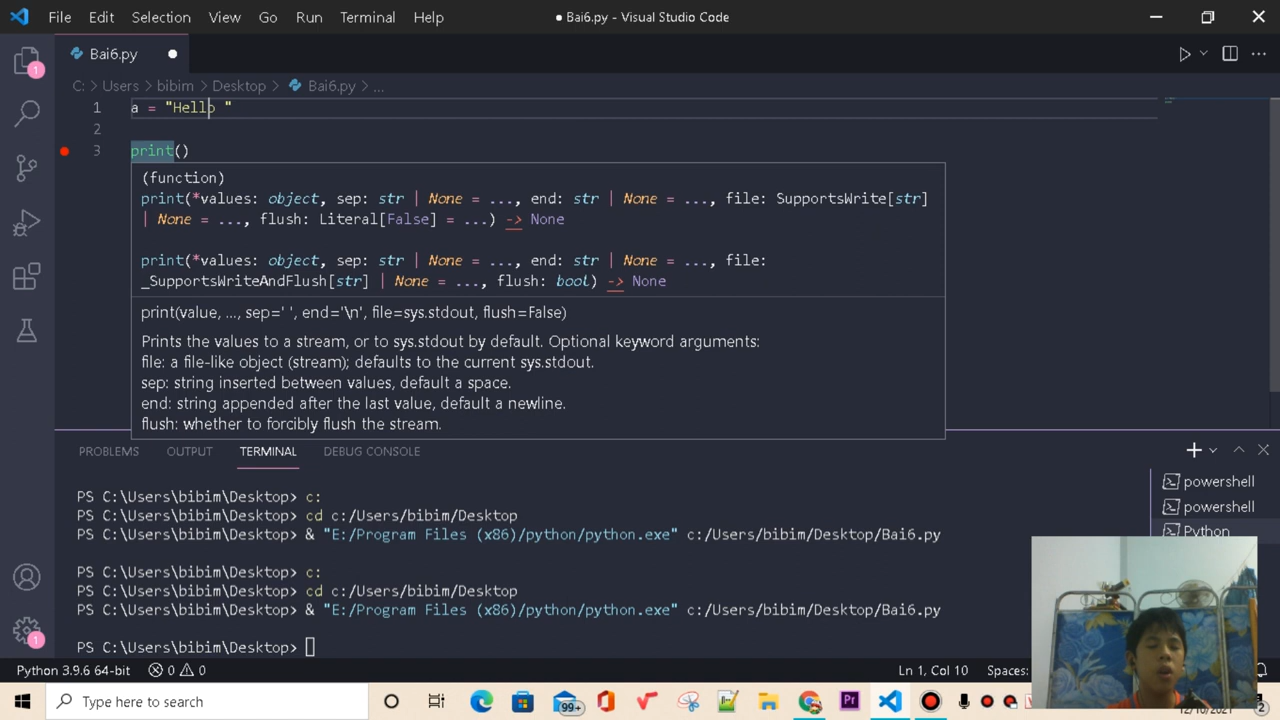 File Edit Selection View Go Run Terminal Help
● Bai6.py - Visual Studio Code
Bai6.py
C: > Users > bibim > Desktop > Bai6.py > ...
1 a = "Hello "
2
3 print()
(function)
print(*values: object, sep: str | None = ..., end: str | None = ..., file: SupportsWrite[str]
| None = ..., flush: Literal[False] = ...) -> None
print(*values: object, sep: str | None = ..., end: str | None = ..., file:
_SupportsWriteAndFlush[str] | None = ..., flush: bool) -> None
print(value, ..., sep=' ', end='\n', file=sys.stdout, flush=False)
Prints the values to a stream, or to sys.stdout by default. Optional keyword arguments:
file: a file-like object (stream); defaults to the current sys.stdout.
sep: string inserted between values, default a space.
end: string appended after the last value, default a newline.
flush: whether to forcibly flush the stream.
PROBLEMS OUTPUT TERMINAL DEBUG CONSOLE
PS C:\Users\bibim\Desktop> c:
PS C:\Users\bibim\Desktop> cd c:/Users/bibim/Desktop
PS C:\Users\bibim\Desktop> & "E:/Program Files (x86)/python/python.exe" c:/Users/bibim/Desktop/Bai6.py
PS C:\Users\bibim\Desktop> c:
PS C:\Users\bibim\Desktop> cd c:/Users/bibim/Desktop
PS C:\Users\bibim\Desktop> & "E:/Program Files (x86)/python/python.exe" c:/Users/bibim/Desktop/Bai6.py
PS C:\Users\bibim\Desktop>
powershell
powershell
Python
1
1
Python 3.9.6 64-bit 0 0
Ln 1, Col 10 Spaces:
Type here to search
99+
Pr
12/10/2021
2